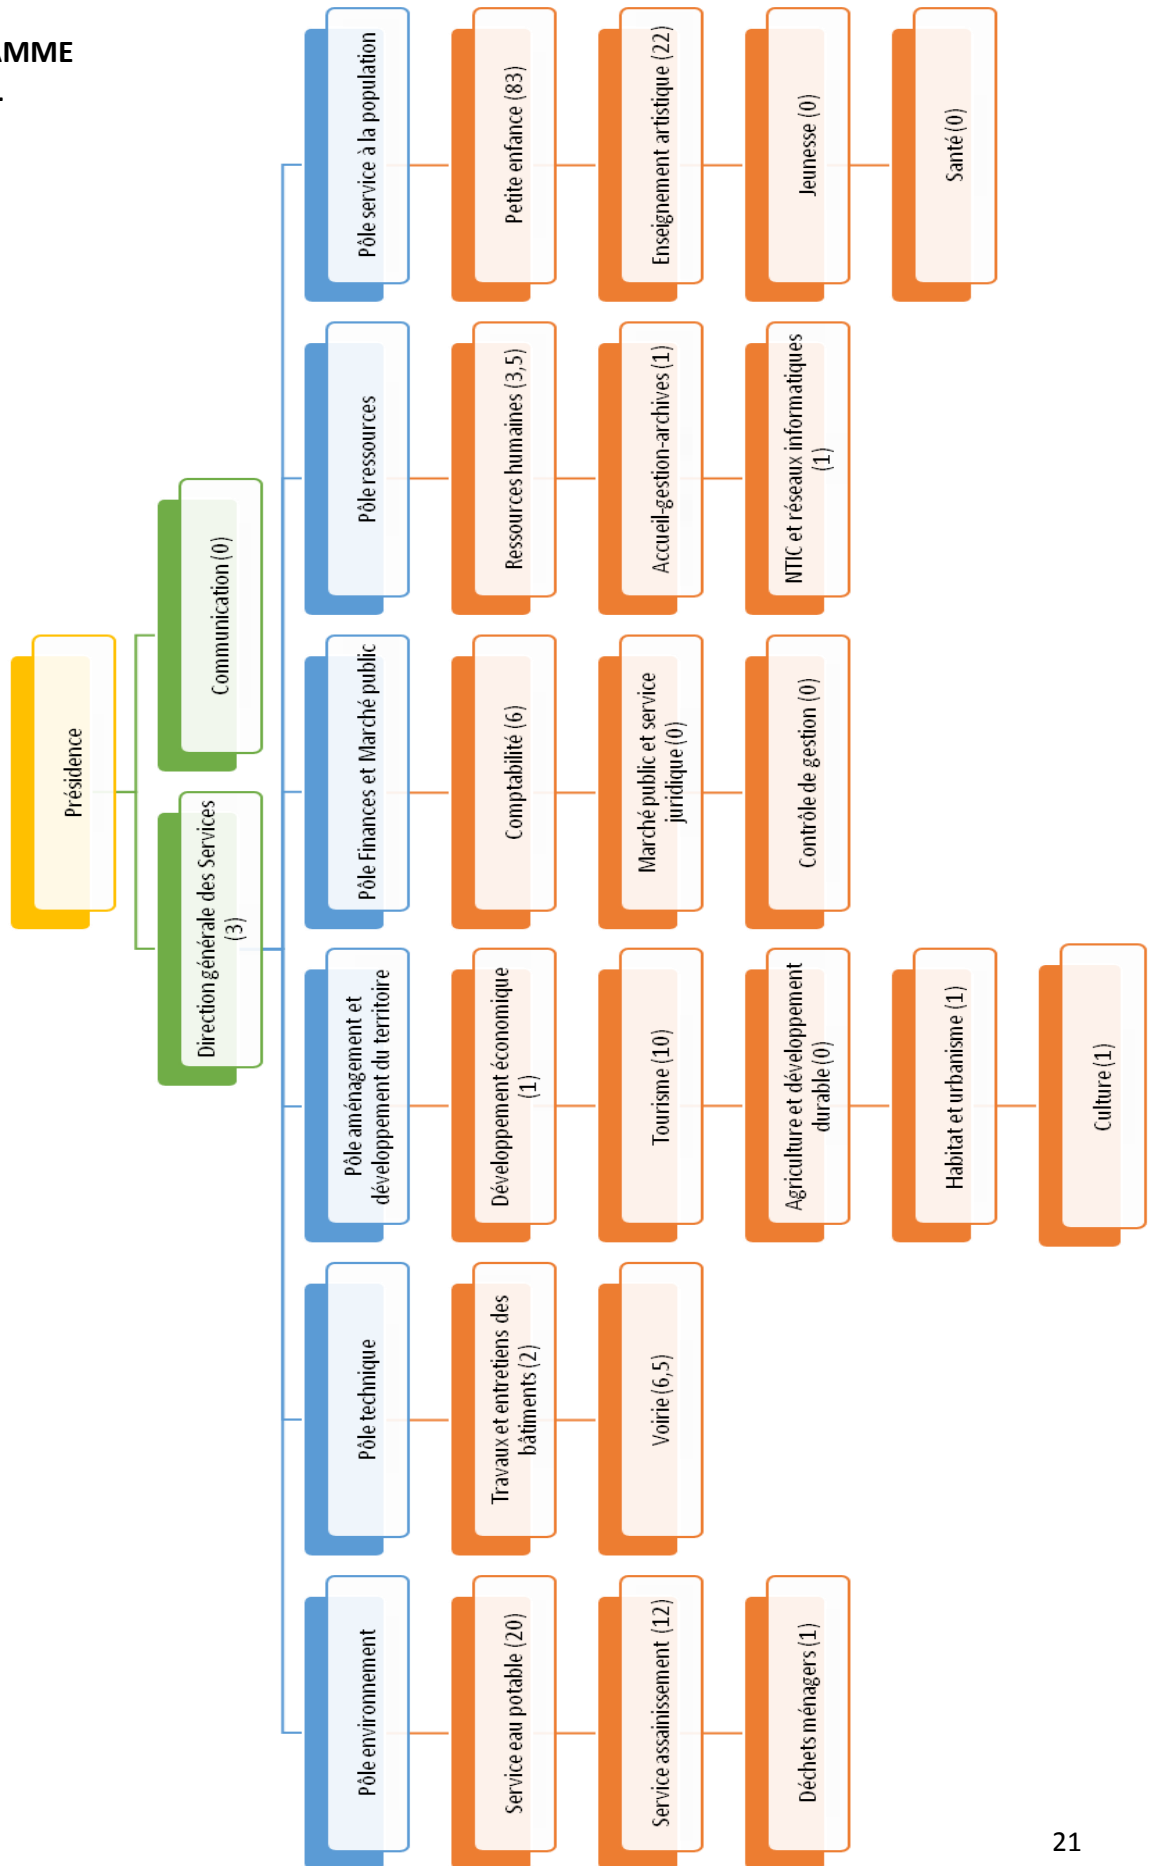 AMME
Présidence
Direction générale des Services
(3)
Communication (0)
Pôle environnement
Service eau potable (20)
Service assainissement (12)
Déchets ménagers (1)
Pôle technique
Travaux et entretiens des
bâtiments (2)
Voirie (6,5)
Pôle aménagement et
développement du territoire
Développement économique
(1)
Tourisme (10)
Agriculture et développement
durable (0)
Habitat et urbanisme (1)
Culture (1)
Pôle Finances et Marché public
Comptabilité (6)
Marché public et service
juridique (0)
Contrôle de gestion (0)
Pôle ressources
Ressources humaines (3,5)
Accueil-gestion-archives (1)
NTIC et réseaux informatiques
(1)
Pôle service à la population
Petite enfance (83)
Enseignement artistique (22)
Jeunesse (0)
Santé (0)
21